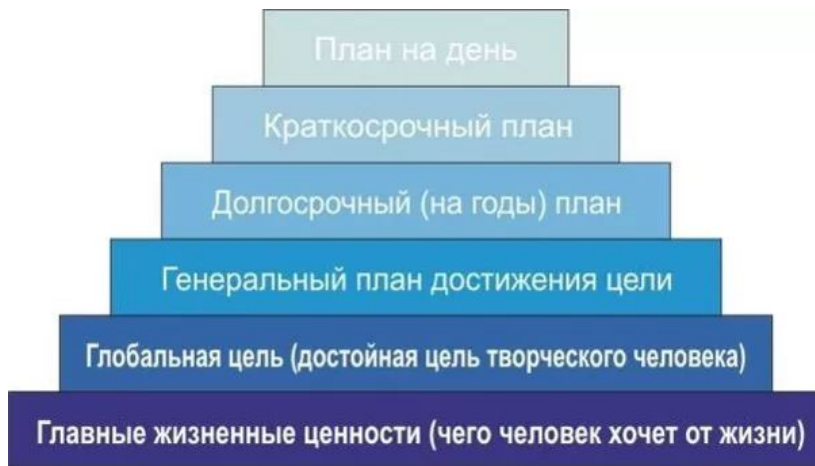 План на день
Краткосрочный план
Долгосрочный (на годы) план
Генеральный план достижения цели
Глобальная цель (достойная цель творческого человека)
Главные жизненные ценности (чего человек хочет от жизни)